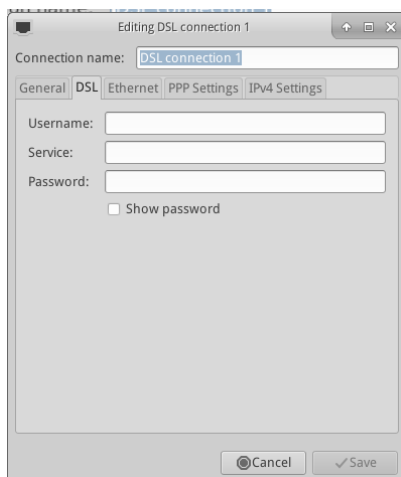 Editing DSL connection 1
Connection name: DSL connection 1
General DSL Ethernet PPP Settings IPv4 Settings
Username:
Service:
Password:
Show password
Cancel Save